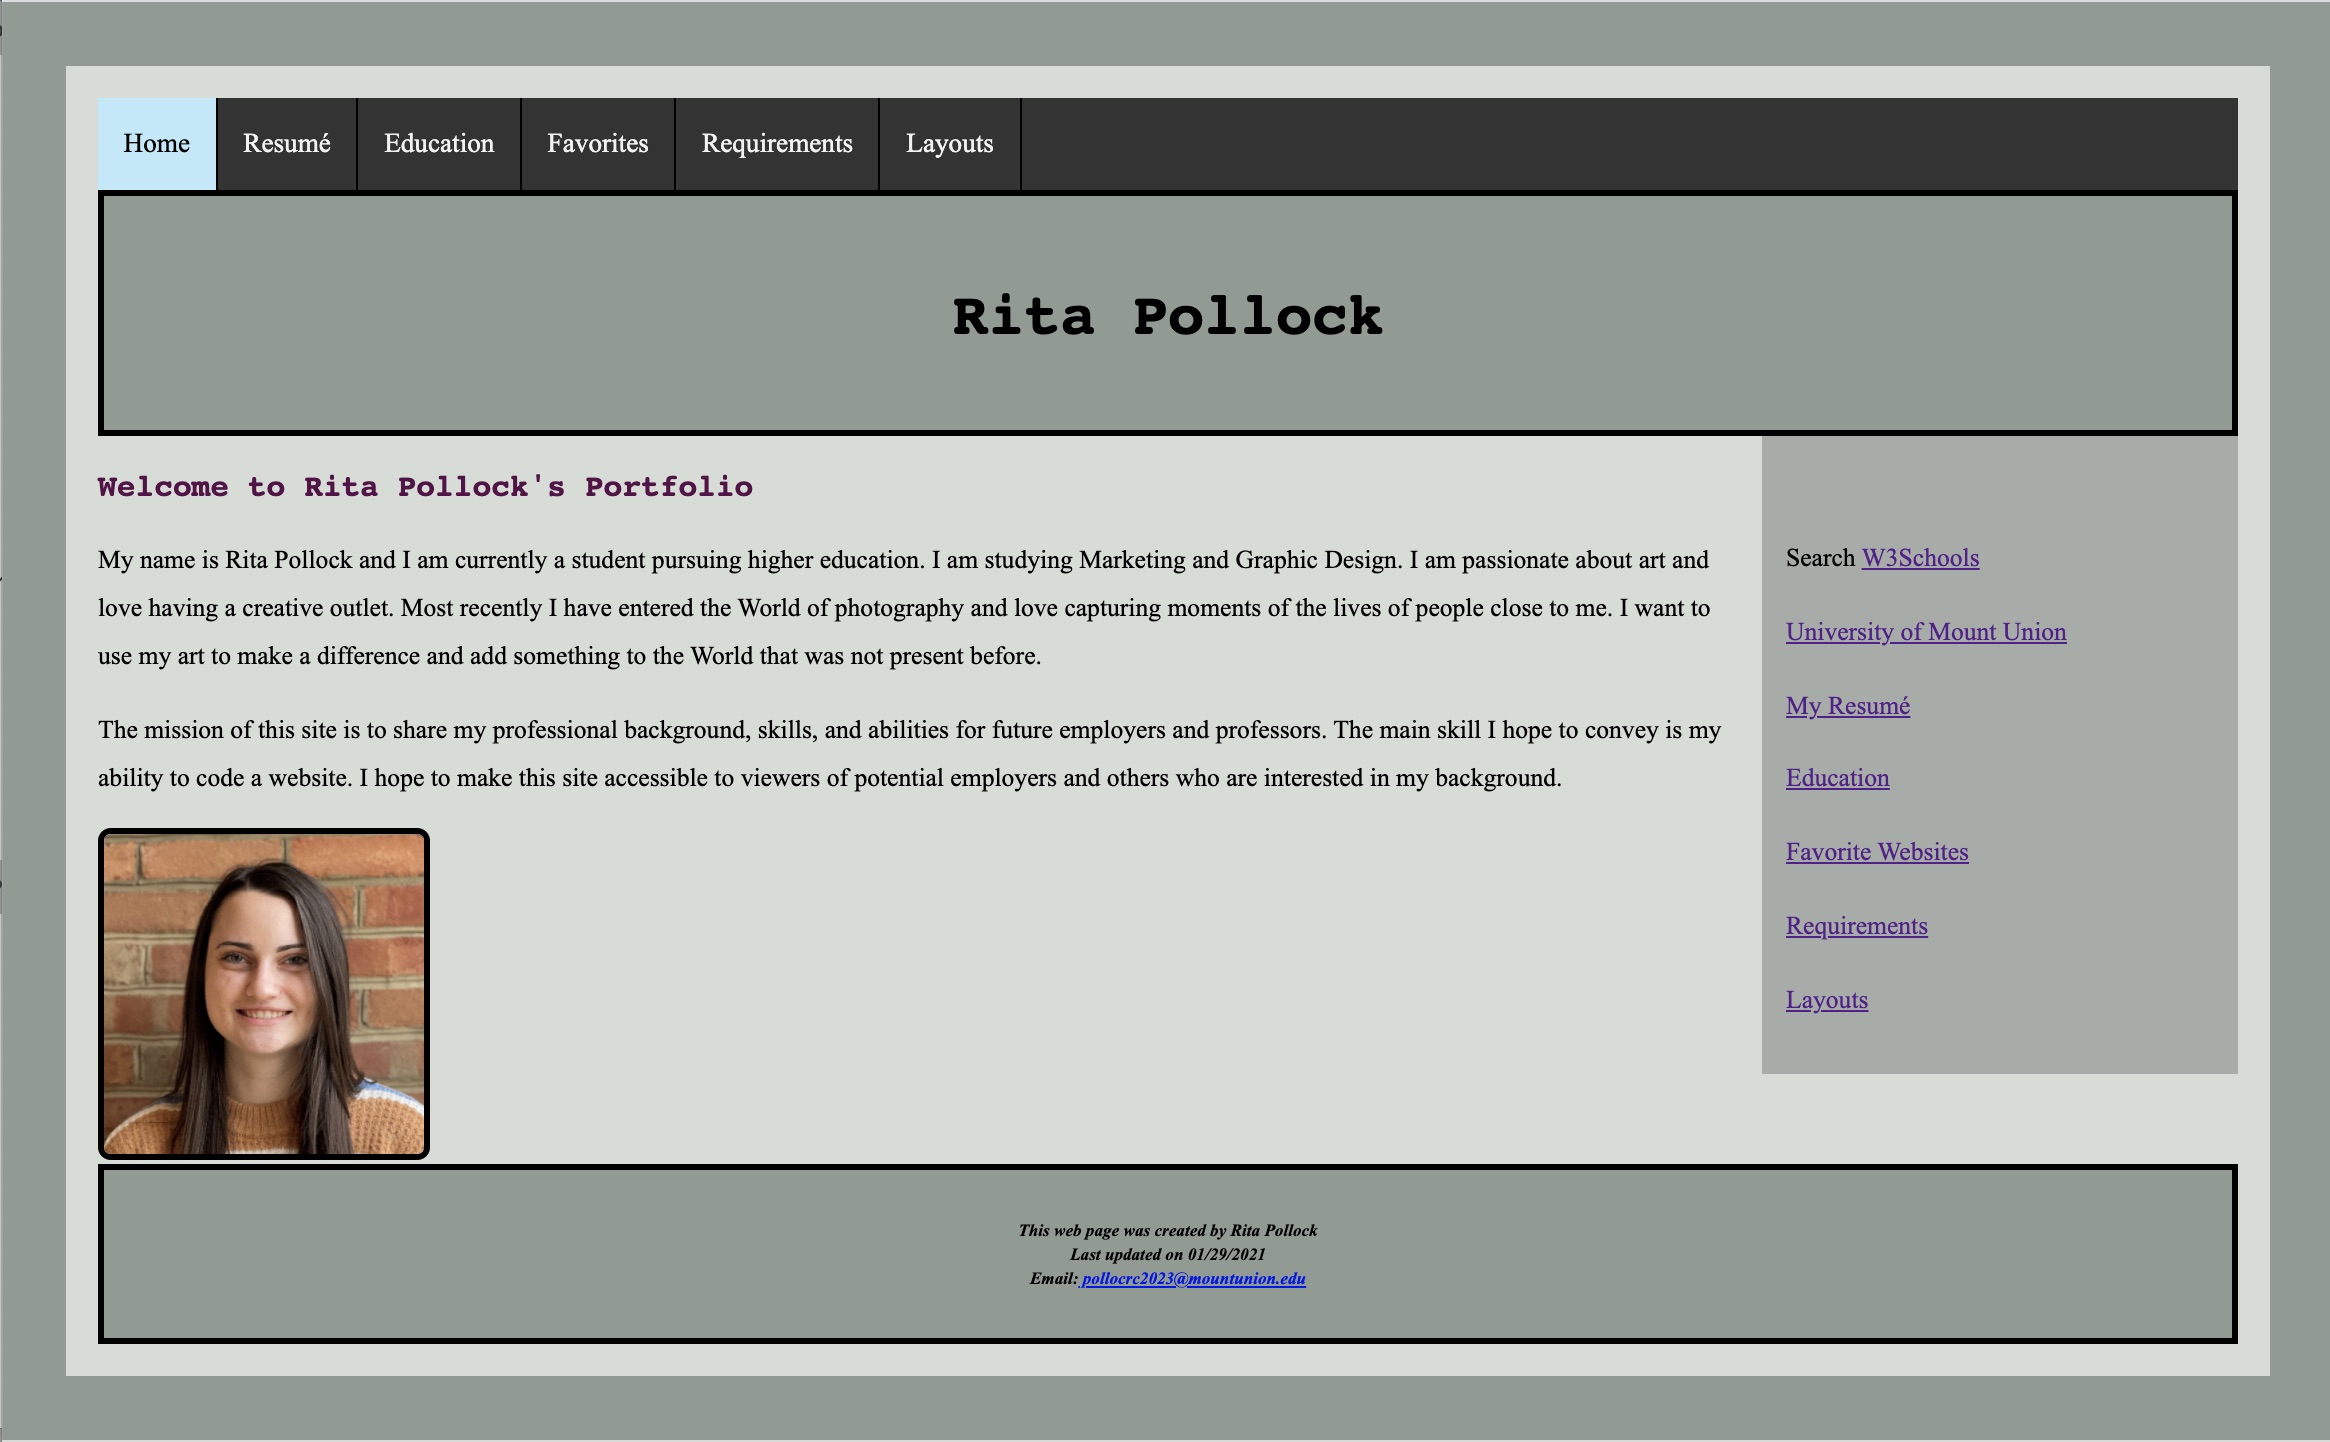 Home Resumé Education Favorites Requirements Layouts
Rita Pollock
Welcome to Rita Pollock's Portfolio
My name is Rita Pollock and I am currently a student pursuing higher education. I am studying Marketing and Graphic Design. I am passionate about art and
love having a creative outlet. Most recently I have entered the World of photography and love capturing moments of the lives of people close to me. I want to
use my art to make a difference and add something to the World that was not present before.
The mission of this site is to share my professional background, skills, and abilities for future employers and professors. The main skill I hope to convey is my
ability to code a website. I hope to make this site accessible to viewers of potential employers and others who are interested in my background.
Search W3Schools
University of Mount Union
My Resumé
Education
Favorite Websites
Requirements
Layouts
This web page was created by Rita Pollock
Last updated on 01/29/2021
Email: pollocrc2023@mountunion.edu